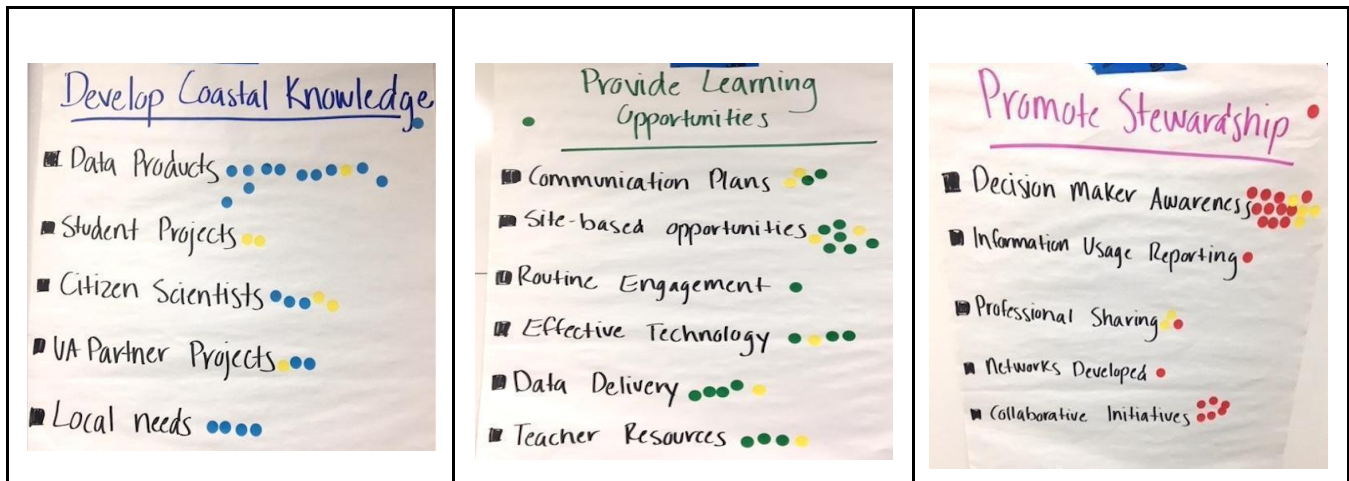 Develop Coastal Knowledge
Data Products
Student Projects
Citizen Scientists
UA Partner Projects
Local needs
Provide Learning
Opportunities
Communication Plans
Site-based opportunities
Routine Engagement
Effective Technology
Data Delivery
Teacher Resources
Promote Stewardship
Decision maker Awareness
Information Usage Reporting
Professional Sharing
Networks Developed
Collaborative Initiatives